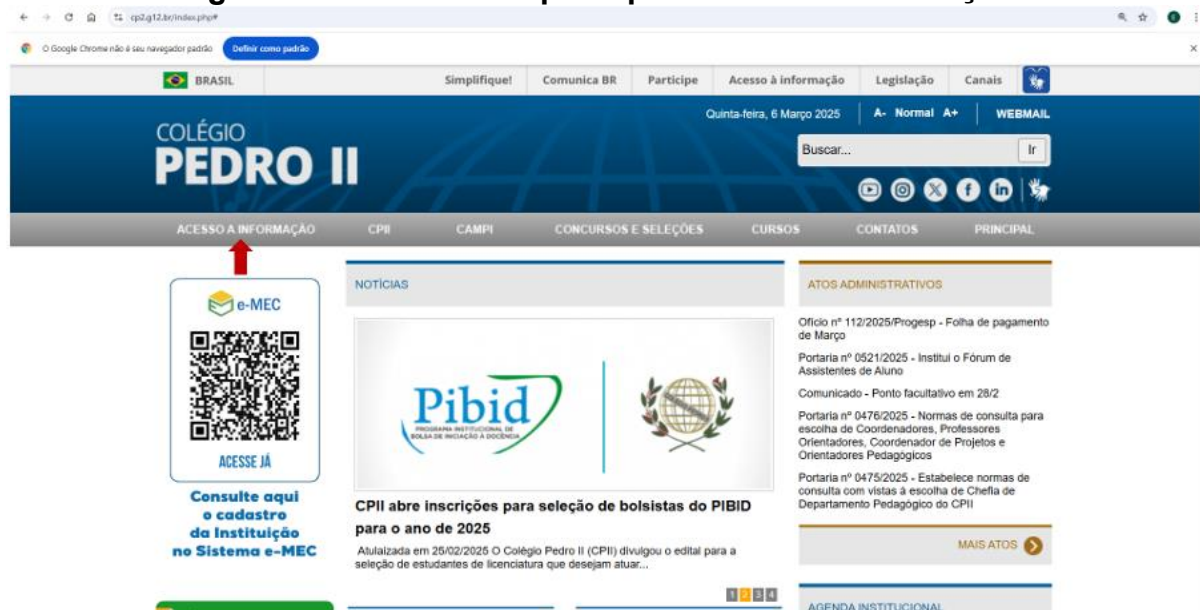 cp2.g12.br/index.php#
O Google Chrome não é seu navegador padrão
Definir como padrão
BRASIL
Simplifique!
Comunica BR
Participe
Acesso à informação
Legislação
Canais
Quinta-feira, 6 Março 2025
A- Normal A+
WEBMAIL
COLÉGIO
PEDRO II
Buscar...
Ir
ACESSO A INFORMAÇÃO
CPII
CAMPI
CONCURSOS E SELEÇÕES
CURSOS
CONTATOS
PRINCIPAL
e-MEC
ACESSE JÁ
Consulte aqui
o cadastro
da Instituição
no Sistema e-MEC
NOTÍCIAS
Pibid
PROGRAMA INSTITUCIONAL DE
BOLSA DE INICIAÇÃO À DOCÊNCIA
CPII abre inscrições para seleção de bolsistas do PIBID
para o ano de 2025
Atulaizada em 25/02/2025 O Colégio Pedro II (CPII) divulgou o edital para a
seleção de estudantes de licenciatura que desejam atuar...
1 2 3 4
ATOS ADMINISTRATIVOS
Ofício nº 112/2025/Progesp - Folha de pagamento
de Março
Portaria nº 0521/2025 - Institui o Fórum de
Assistentes de Aluno
Comunicado - Ponto facultativo em 28/2
Portaria nº 0476/2025 - Normas de consulta para
escolha de Coordenadores, Professores
Orientadores, Coordenador de Projetos e
Orientadores Pedagógicos
Portaria nº 0475/2025 - Estabelece normas de
consulta com vistas à escolha de Chefia de
Departamento Pedagógico do CPII
MAIS ATOS
AGENDA INSTITUCIONAL